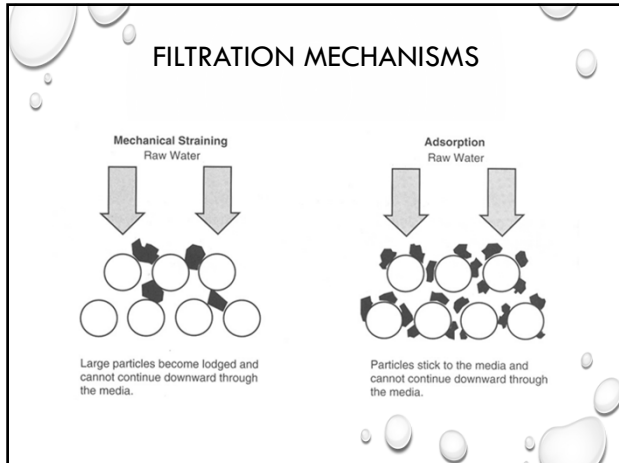 FILTRATION MECHANISMS
Mechanical Straining
Raw Water
Large particles become lodged and
cannot continue downward through
the media.
Adsorption
Raw Water
Particles stick to the media and
cannot continue downward through
the media.